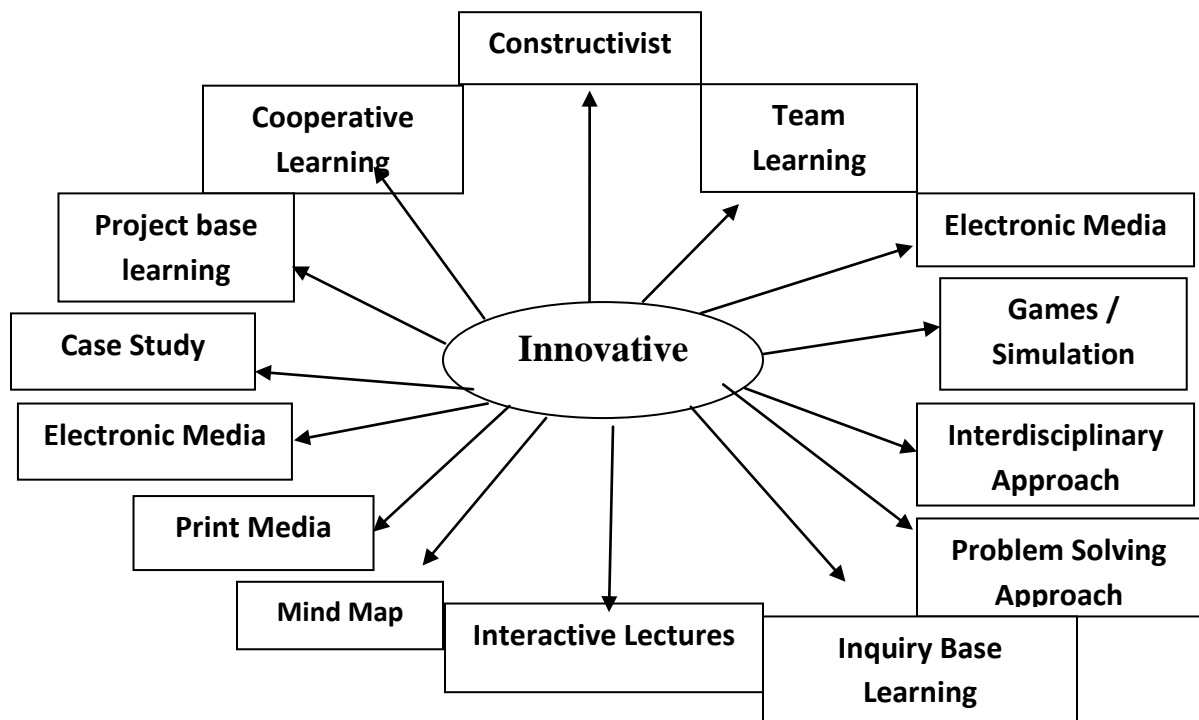 Constructivist
Cooperative
Learning
Team
Learning
Project base
learning
Electronic Media
Games /
Simulation
Case Study
Innovative
Electronic Media
Interdisciplinary
Approach
Print Media
Problem Solving
Approach
Mind Map
Interactive Lectures
Inquiry Base
Learning